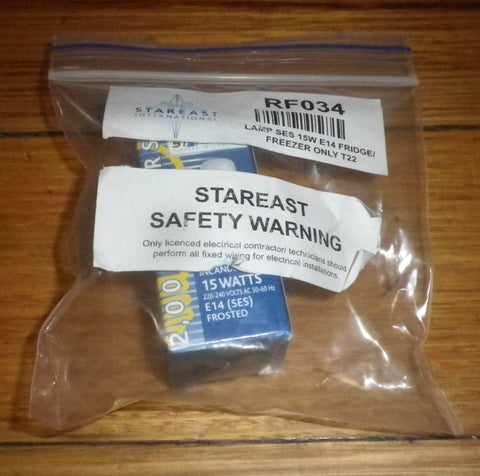 STAREAST
INTERNATIONAL
RF034
LAMP SES 15W E14 FRIDGE/
FREEZER ONLY T22
STAREAST
SAFETY WARNING
Only licenced electrical contractor/ technicians should
perform all fixed wiring for electrical installations.
15 WATTS
220-240 VOLTS AC 50-60 Hz
E14 (SES)
FROSTED
2,00